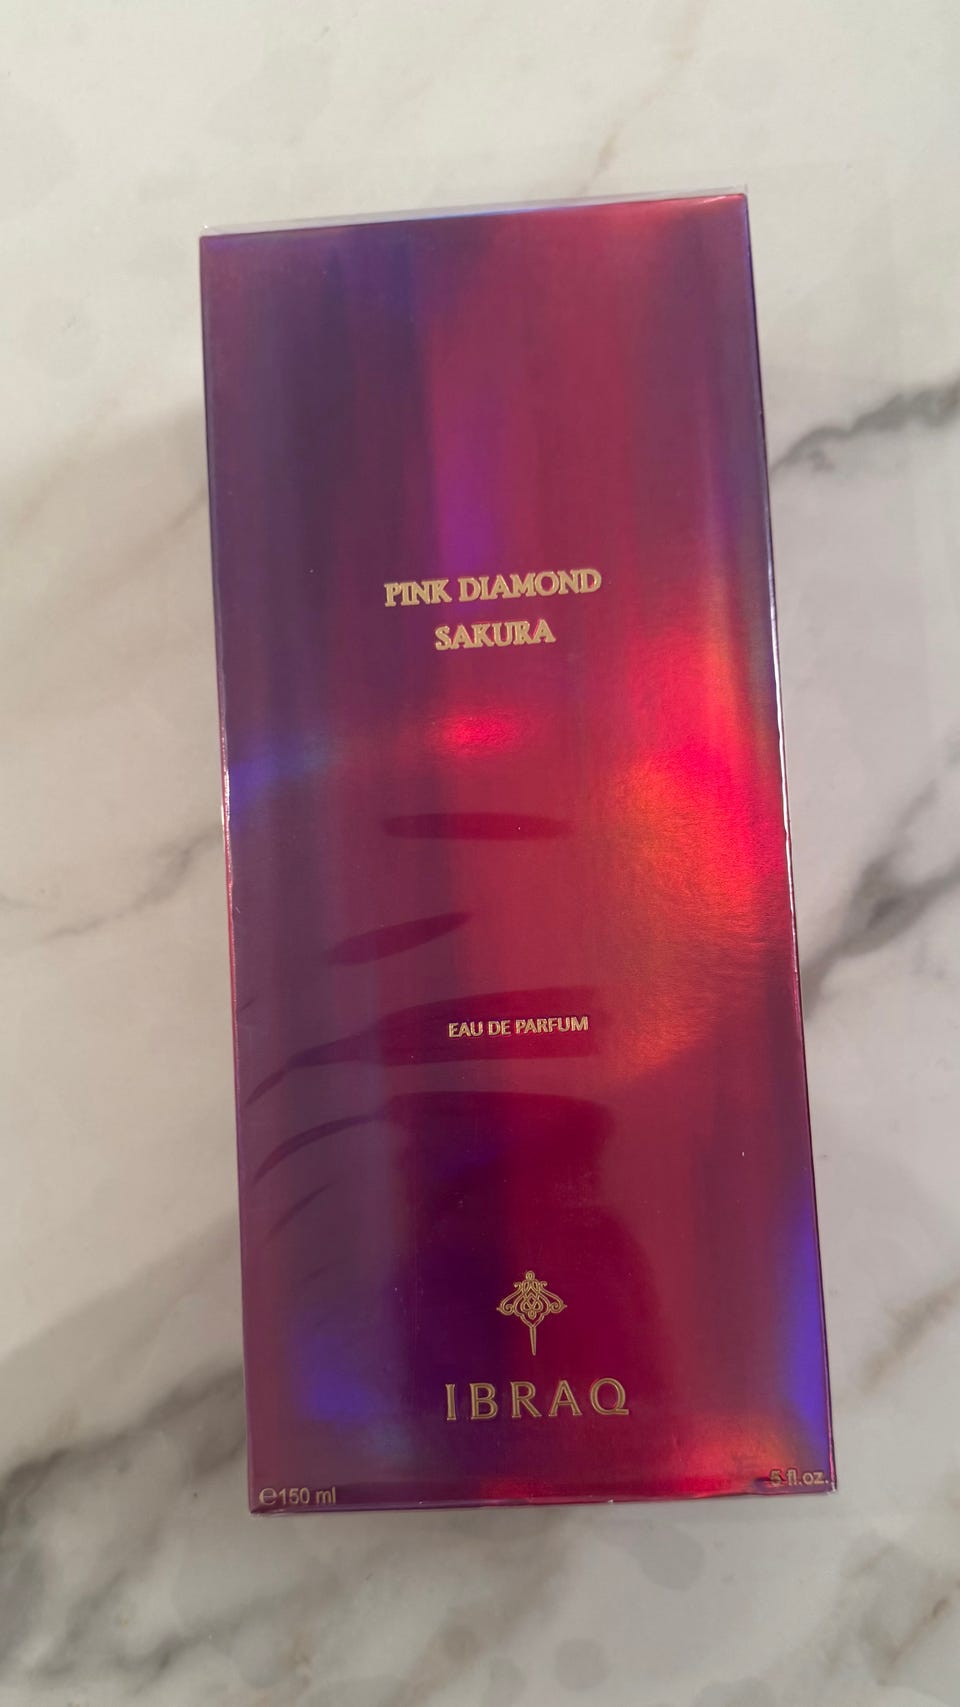 PINK DIAMOND
SAKURA
EAU DE PARFUM
IBRAQ
℮150 ml
5 fl.oz.